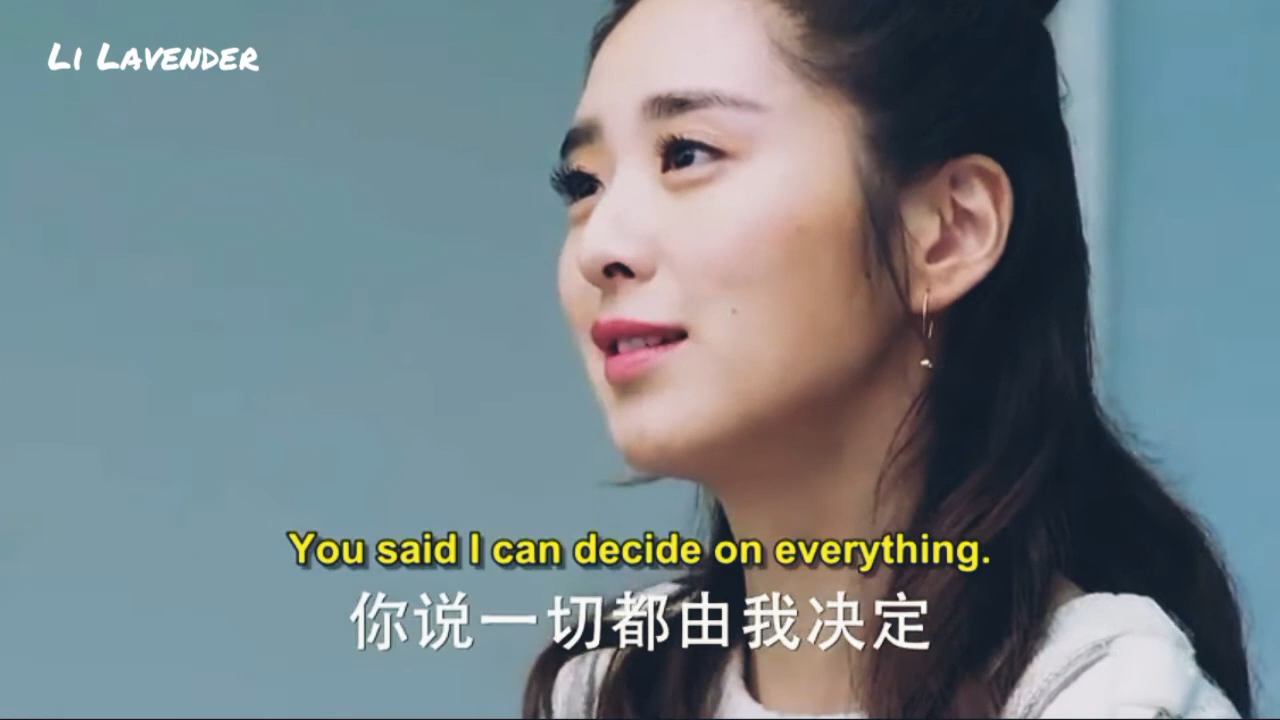 Li Lavender
You said I can decide on everything.
你说一切都由我决定